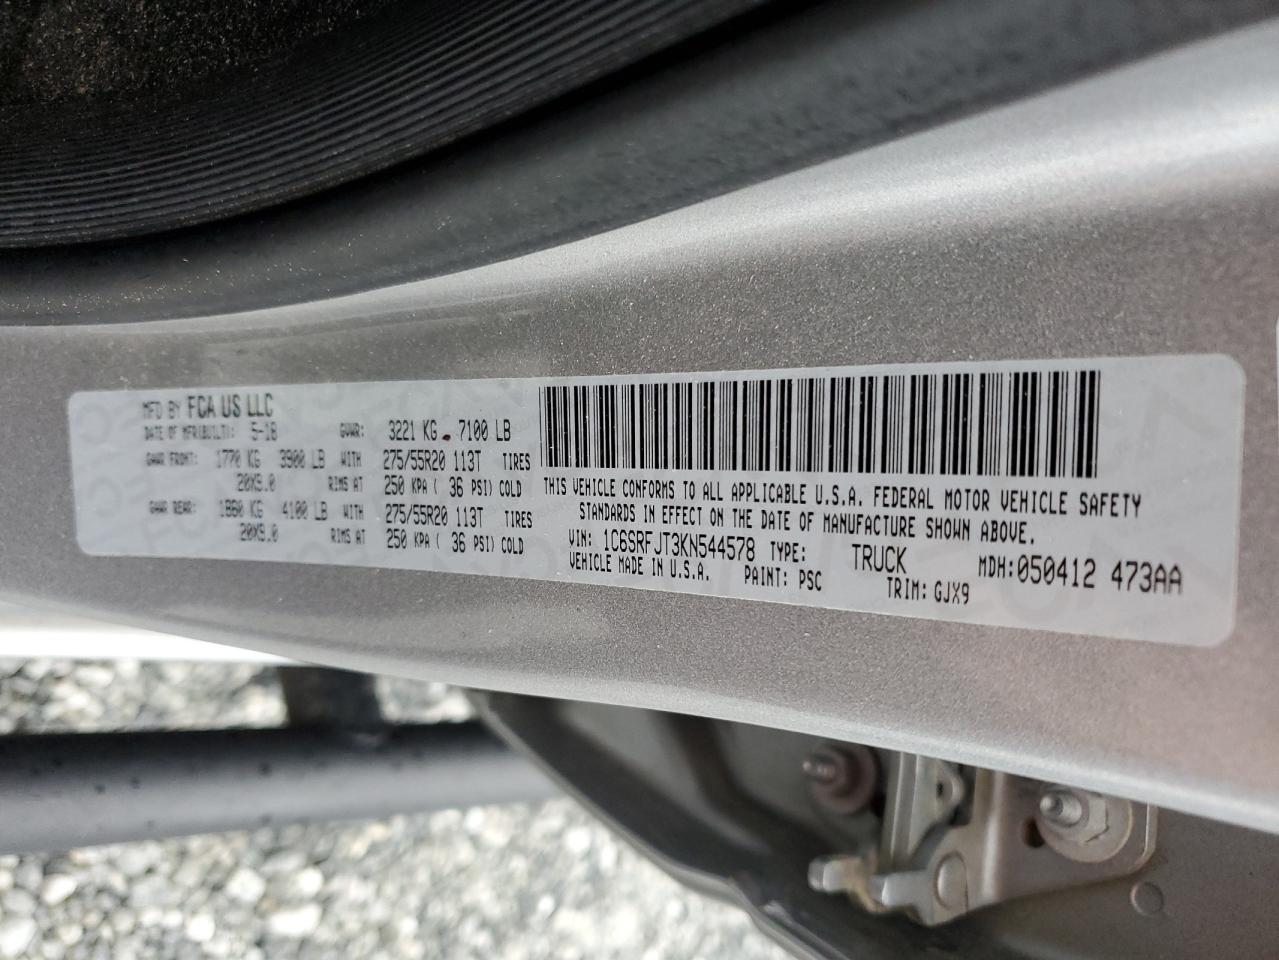 MFD BY FCA US LLC
DATE OF MFR(BUILT): 5-18 GVWR: 3221 KG 7100 LB
GAWR FRONT: 1770 KG 3900 LB WITH 275/55R20 113T TIRES
20X9.0 RIMS AT 250 KPA ( 36 PSI) COLD
GAWR REAR: 1860 KG 4100 LB WITH 275/55R20 113T TIRES
20X9.0 RIMS AT 250 KPA ( 36 PSI) COLD
THIS VEHICLE CONFORMS TO ALL APPLICABLE U.S.A. FEDERAL MOTOR VEHICLE SAFETY
STANDARDS IN EFFECT ON THE DATE OF MANUFACTURE SHOWN ABOVE.
VIN: 1C6SRFJT3KN544578 TYPE: TRUCK MDH:050412 473AA
VEHICLE MADE IN U.S.A. PAINT: PSC TRIM: GJX9